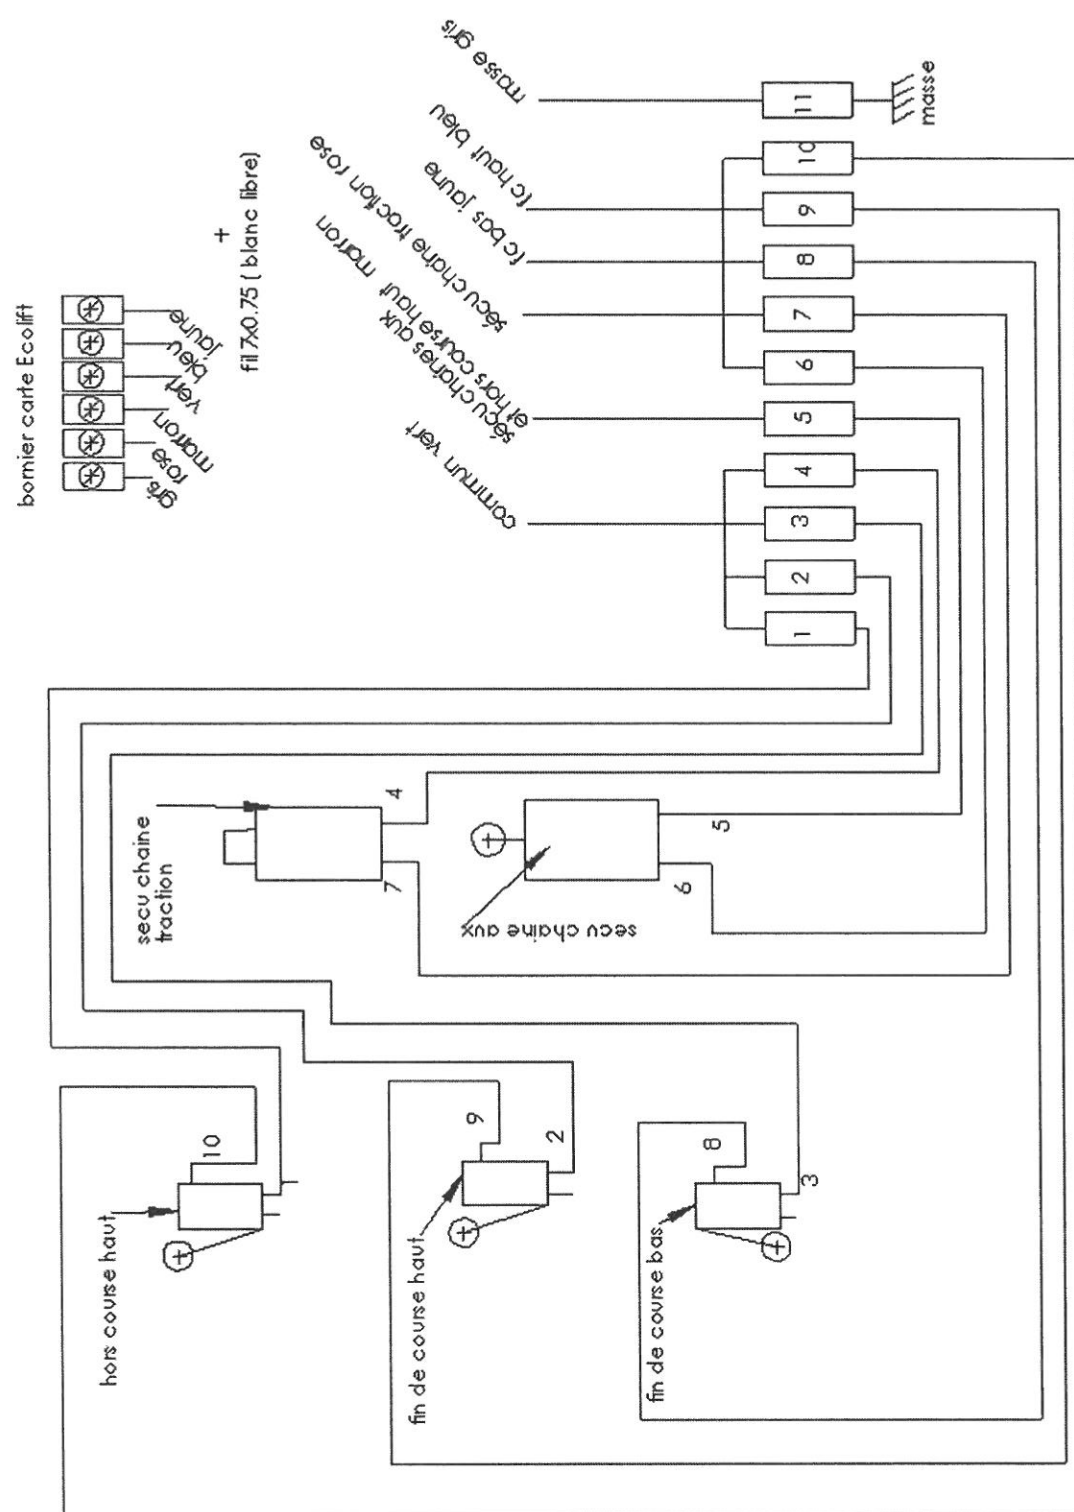 bornier carte Ecolift
gris
rose
marron
vert
bleu
jaune
+
fil 7x0.75 ( blanc libre)
commun vert
sécu chaines aux
et hors course haut marron
sécu chaine traction rose
fc bas jaune
fc haut bleu
masse gris
1
2
3
4
5
6
7
8
9
10
11
masse
secu chaine
traction
4
7
secu chaine aux
5
6
hors course haut
10
fin de course haut
9
2
fin de course bas
8
3